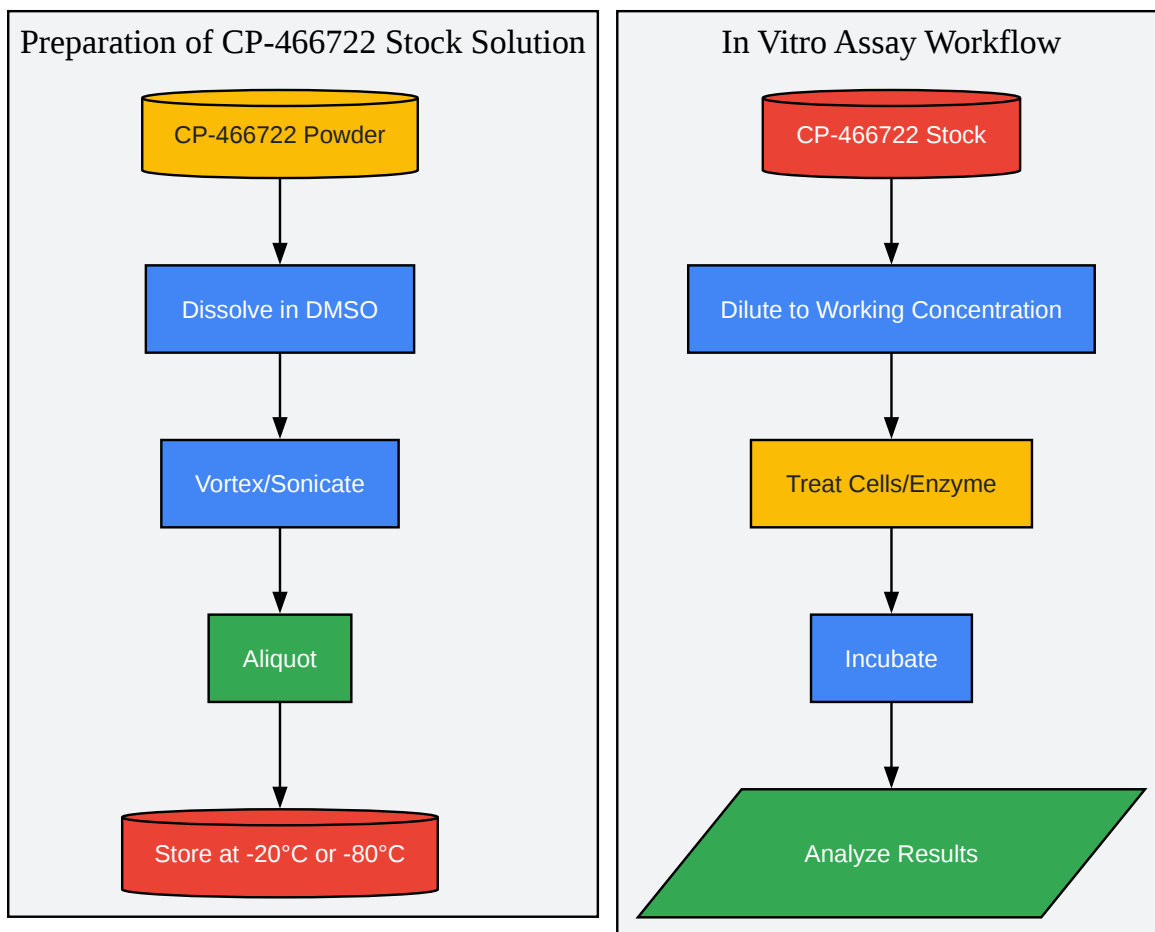 Preparation of CP-466722 Stock Solution
CP-466722 Powder
Dissolve in DMSO
Vortex/Sonicate
Aliquot
Store at -20°C or -80°C
In Vitro Assay Workflow
CP-466722 Stock
Dilute to Working Concentration
Treat Cells/Enzyme
Incubate
Analyze Results